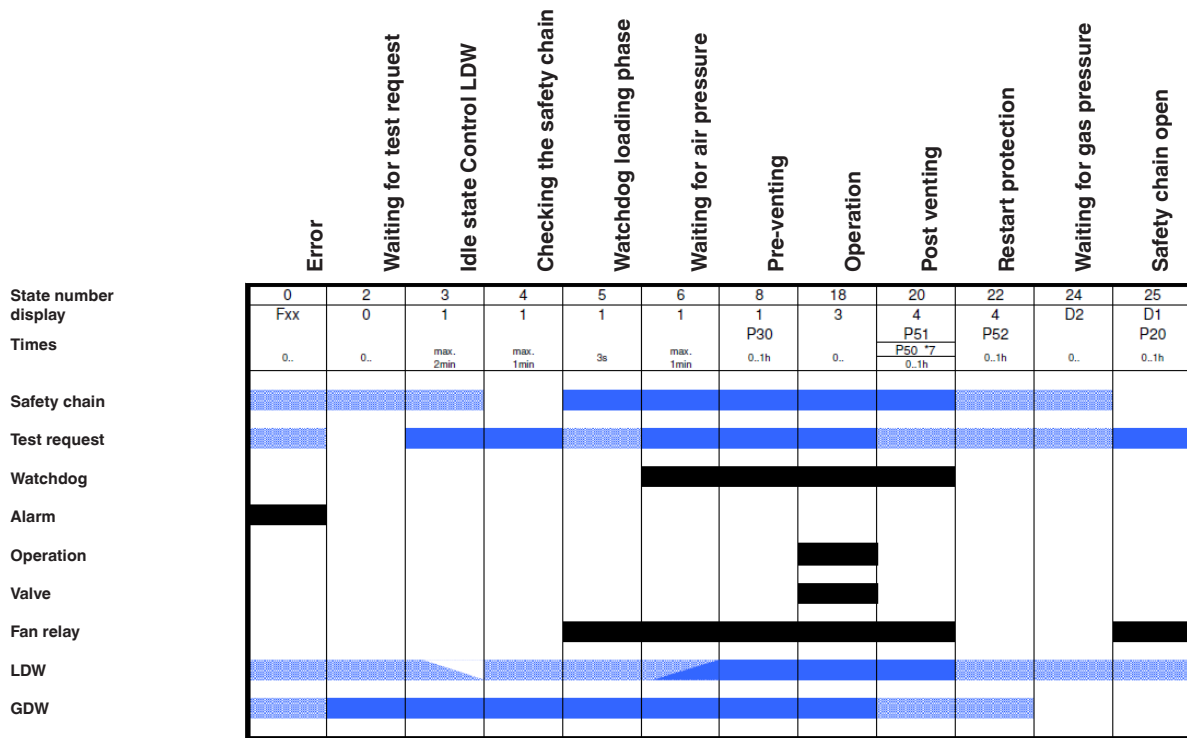 Error
Waiting for test request
Idle state Control LDW
Checking the safety chain
Watchdog loading phase
Waiting for air pressure
Pre-venting
Operation
Post venting
Restart protection
Waiting for gas pressure
Safety chain open
State number 0 2 3 4 5 6 8 18 20 22 24 25
display Fxx 0 1 1 1 1 1 3 4 4 D2 D1
P30 P51 P52 P20
Times 0.. 0.. max. 2min max. 1min 3s max. 1min 0..1h 0.. P50 *7 0..1h 0..1h 0.. 0..1h
Safety chain
Test request
Watchdog
Alarm
Operation
Valve
Fan relay
LDW
GDW